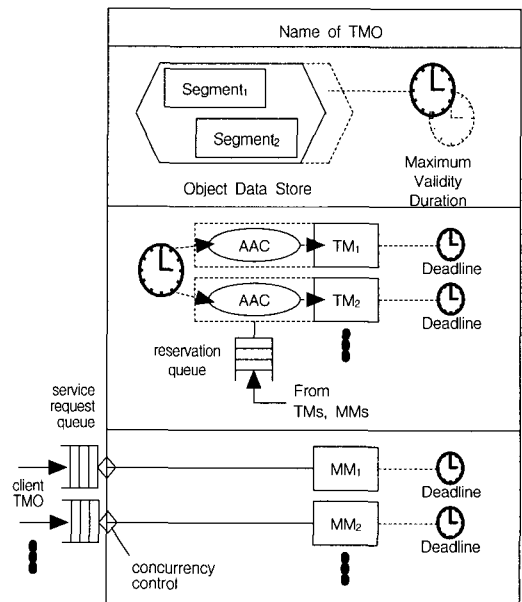 Name of TMO
Segment₁
Segment₂
Maximum
Validity
Duration
Object Data Store
AAC
TM₁
Deadline
AAC
TM₂
Deadline
reservation
queue
From
TMs, MMs
service
request
queue
client
TMO
MM₁
Deadline
MM₂
Deadline
concurrency
control